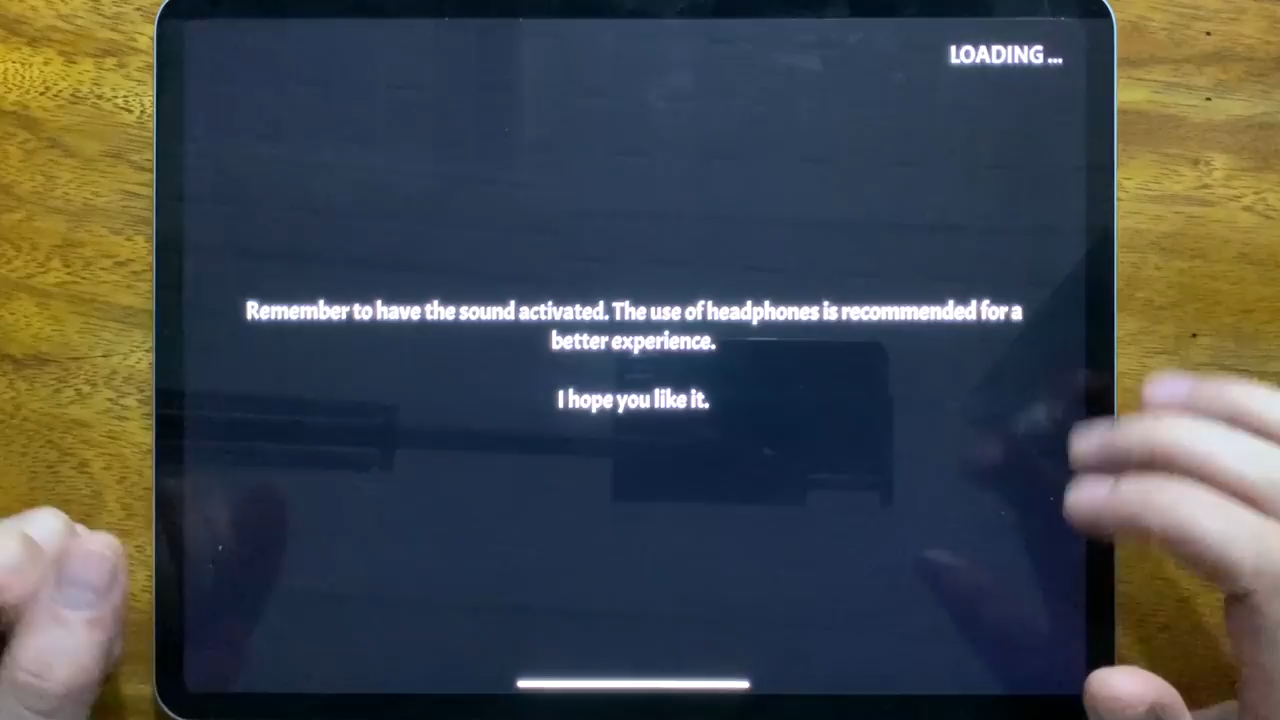 LOADING ...
Remember to have the sound activated. The use of headphones is recommended for a
better experience.
I hope you like it.